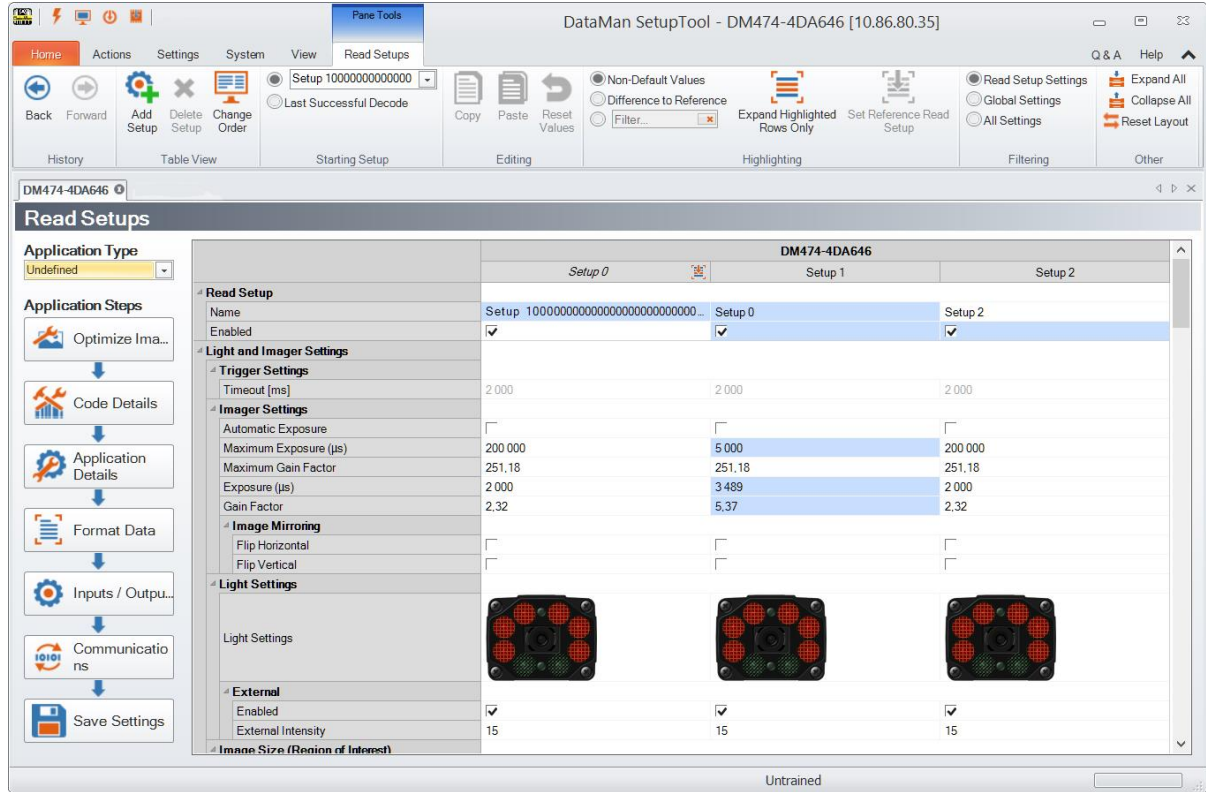 Pane Tools
DataMan SetupTool - DM474-4DA646 [10.86.80.35]
Home Actions Settings System View Read Setups Q & A Help
Back Forward
Add Setup
Delete Setup
Change Order
Setup 10000000000000
Last Successful Decode
Copy Paste
Reset Values
Non-Default Values
Difference to Reference
Filter...
Expand Highlighted Rows Only
Set Reference Read Setup
Read Setup Settings
Global Settings
All Settings
Expand All
Collapse All
Reset Layout
History Table View Starting Setup Editing Highlighting Filtering Other
DM474-4DA646
Read Setups
Application Type
Undefined
Application Steps
Optimize Ima...
Code Details
Application
Details
Format Data
Inputs / Outpu...
10101
Communicatio
ns
Save Settings
DM474-4DA646
Setup 0 Setup 1 Setup 2
Read Setup
Name Setup 10000000000000000000000000000... Setup 0 Setup 2
Enabled
Light and Imager Settings
Trigger Settings
Timeout [ms] 2 000 2 000 2 000
Imager Settings
Automatic Exposure
Maximum Exposure (µs) 200 000 5 000 200 000
Maximum Gain Factor 251,18 251,18 251,18
Exposure (µs) 2 000 3 489 2 000
Gain Factor 2,32 5,37 2,32
Image Mirroring
Flip Horizontal
Flip Vertical
Light Settings
Light Settings
External
Enabled
External Intensity 15 15 15
Image Size (Region of Interest)
Untrained